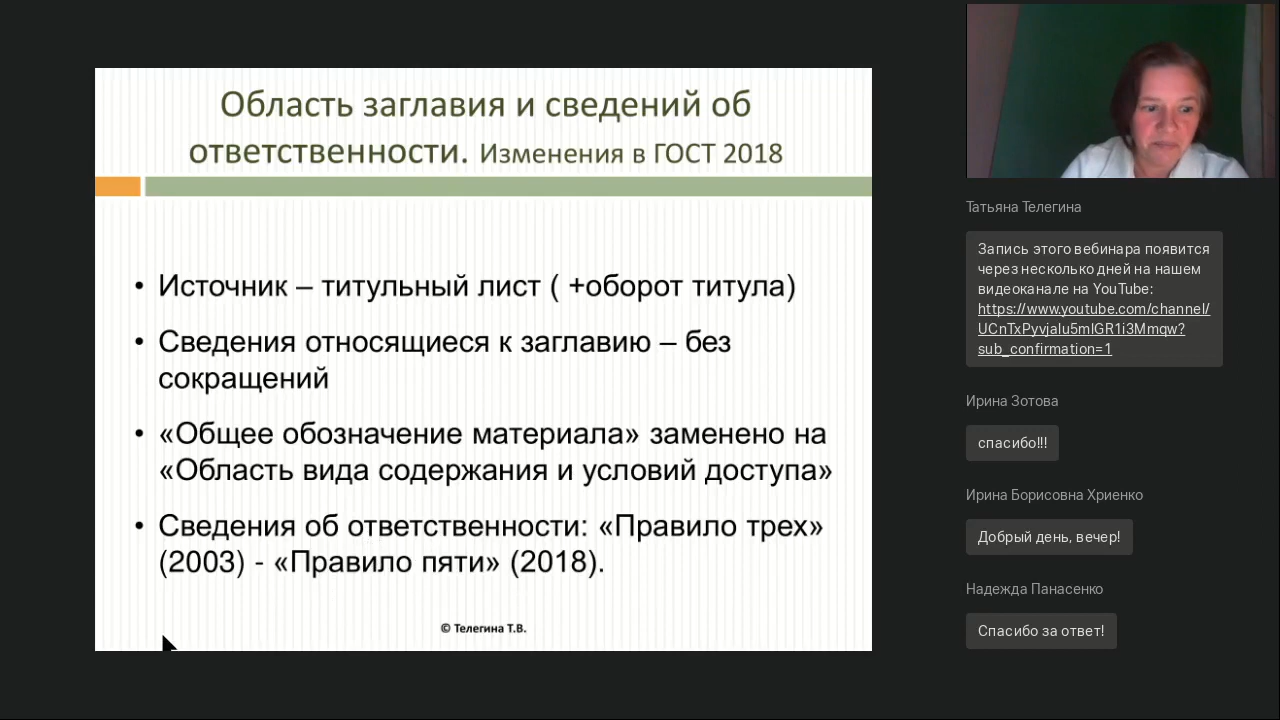 Область заглавия и сведений об
ответственности. Изменения в ГОСТ 2018
• Источник – титульный лист ( +оборот титула)
• Сведения относящиеся к заглавию – без
сокращений
• «Общее обозначение материала» заменено на
«Область вида содержания и условий доступа»
• Сведения об ответственности: «Правило трех»
(2003) - «Правило пяти» (2018).
© Телегина Т.В.
Татьяна Телегина
Запись этого вебинара появится
через несколько дней на нашем
видеоканале на YouTube:
https://www.youtube.com/channel/
UCnTxPyvjalu5mlGR1i3Mmqw?
sub_confirmation=1
Ирина Зотова
спасибо!!!
Ирина Борисовна Хриенко
Добрый день, вечер!
Надежда Панасенко
Спасибо за ответ!